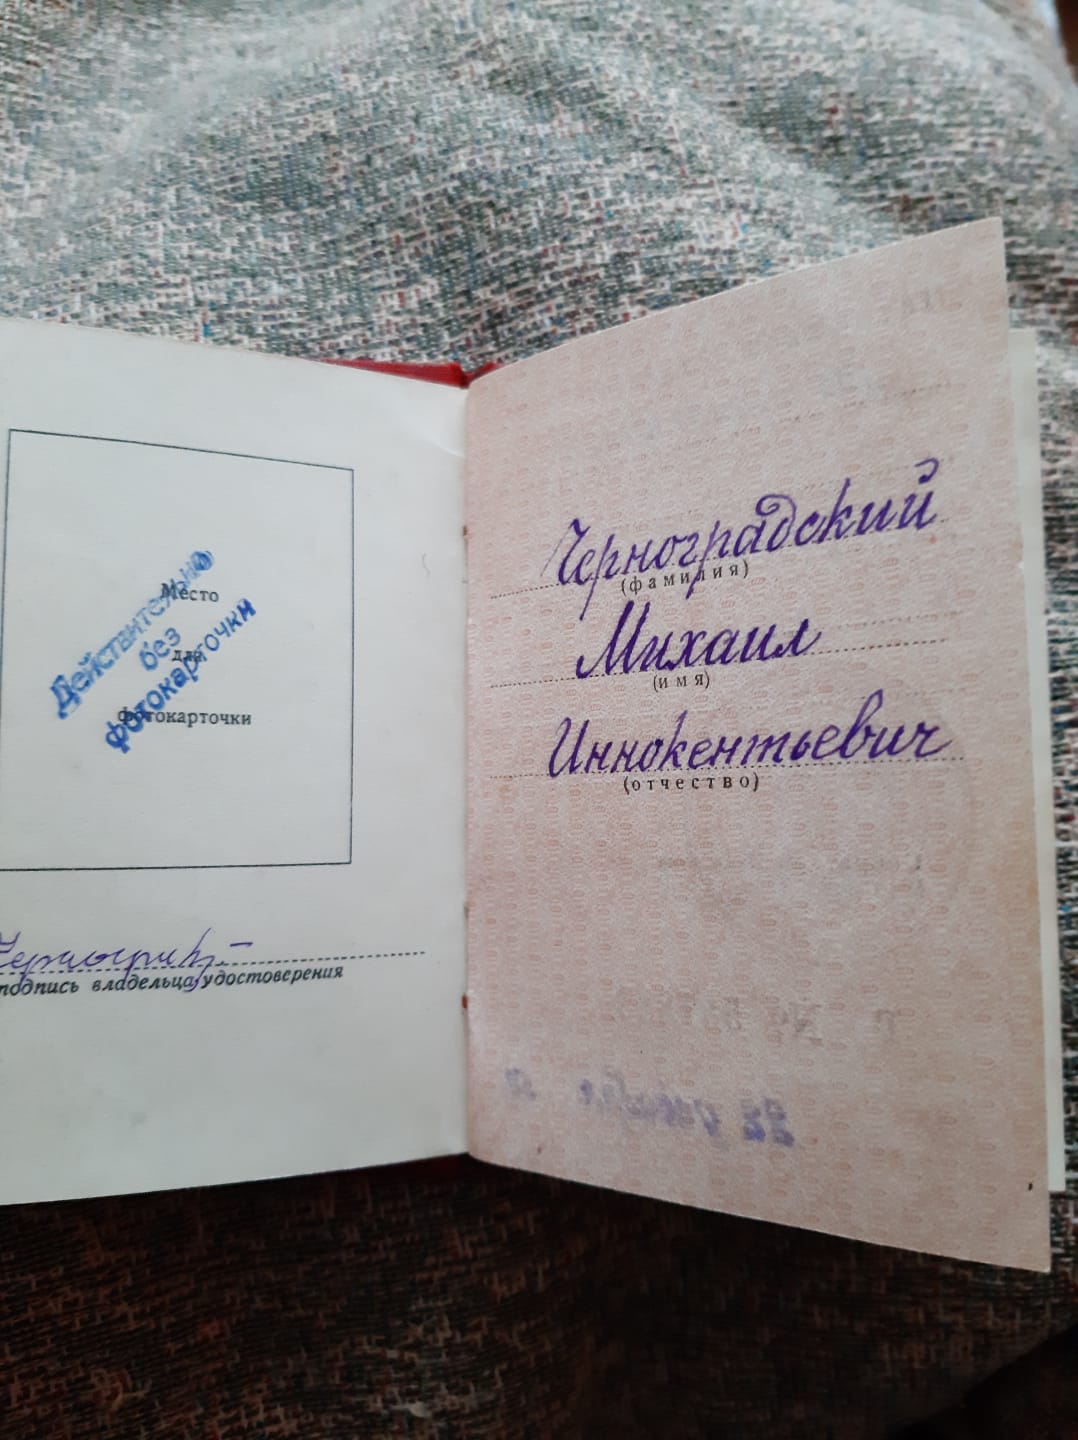 Место
для
фотокарточки
Действительно
без
фотокарточки
подпись владельца удостоверения
Черноградский
(фамилия)
Михаил
(имя)
Иннокентьевич
(отчество)